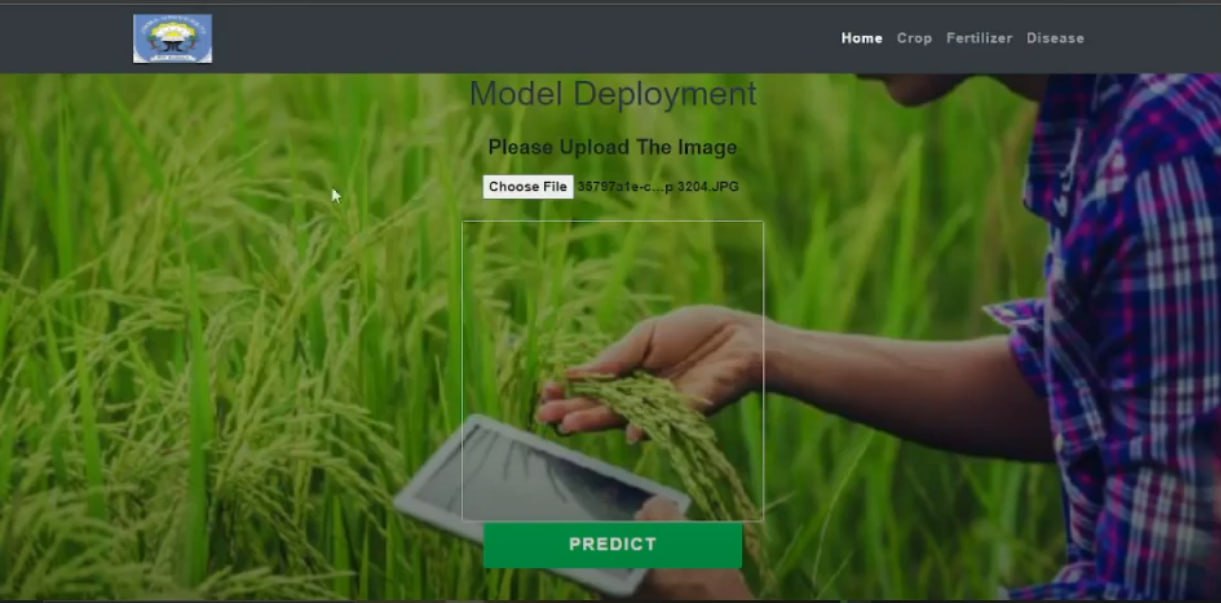 Home Crop Fertilizer Disease
Model Deployment
Please Upload The Image
Choose File 35797a1e-c...p 3204.JPG
PREDICT